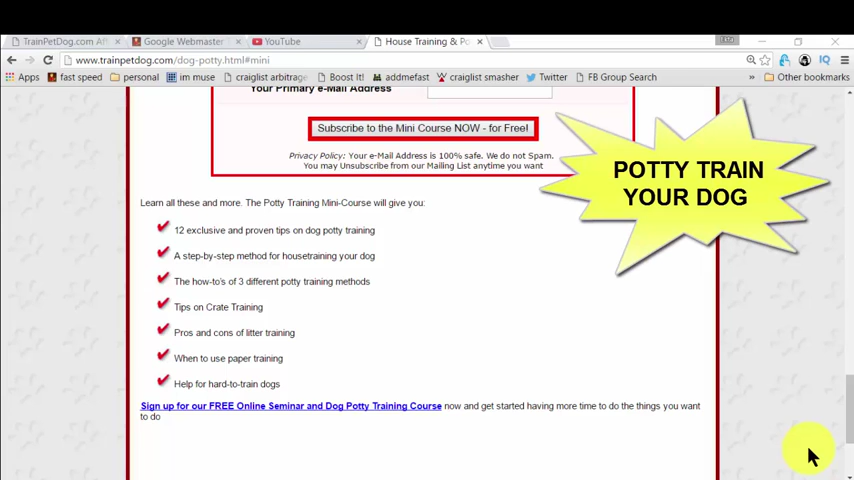 TrainPetDog.com Aff
Google Webmaster
YouTube
House Training & Po
www.trainpetdog.com/dog-potty.html#mini
Apps
fast speed
personal
im muse
craiglist arbitrage
Boost It!
addmefast
craiglist smasher
Twitter
FB Group Search
Other bookmarks
Your Primary e-Mail Address
Subscribe to the Mini Course NOW - for Free!
Privacy Policy: Your e-Mail Address is 100% safe. We do not Spam.
You may Unsubscribe from our Mailing List anytime you want
POTTY TRAIN
YOUR DOG
Learn all these and more. The Potty Training Mini-Course will give you:
12 exclusive and proven tips on dog potty training
A step-by-step method for housetraining your dog
The how-to's of 3 different potty training methods
Tips on Crate Training
Pros and cons of litter training
When to use paper training
Help for hard-to-train dogs
Sign up for our FREE Online Seminar and Dog Potty Training Course now and get started having more time to do the things you want
to do